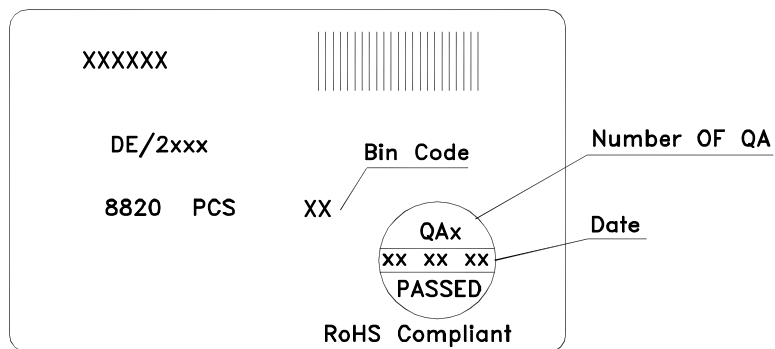 XXXXXX
DE/2xxx
Bin Code
Number OF QA
8820 PCS XX
QAx
Date
xx xx xx
PASSED
RoHS Compliant